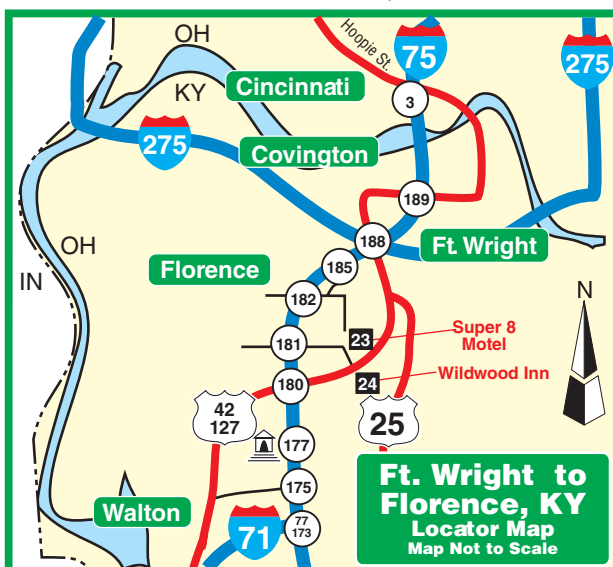 OH
Hoopie St.
75
275
KY
Cincinnati
3
275
Covington
189
188
OH
Ft. Wright
IN
Florence
185
182
N
23
Super 8
Motel
181
Wildwood Inn
24
180
42
127
25
177
175
Ft. Wright to
Florence, KY
Locator Map
Map Not to Scale
Walton
71
77
173